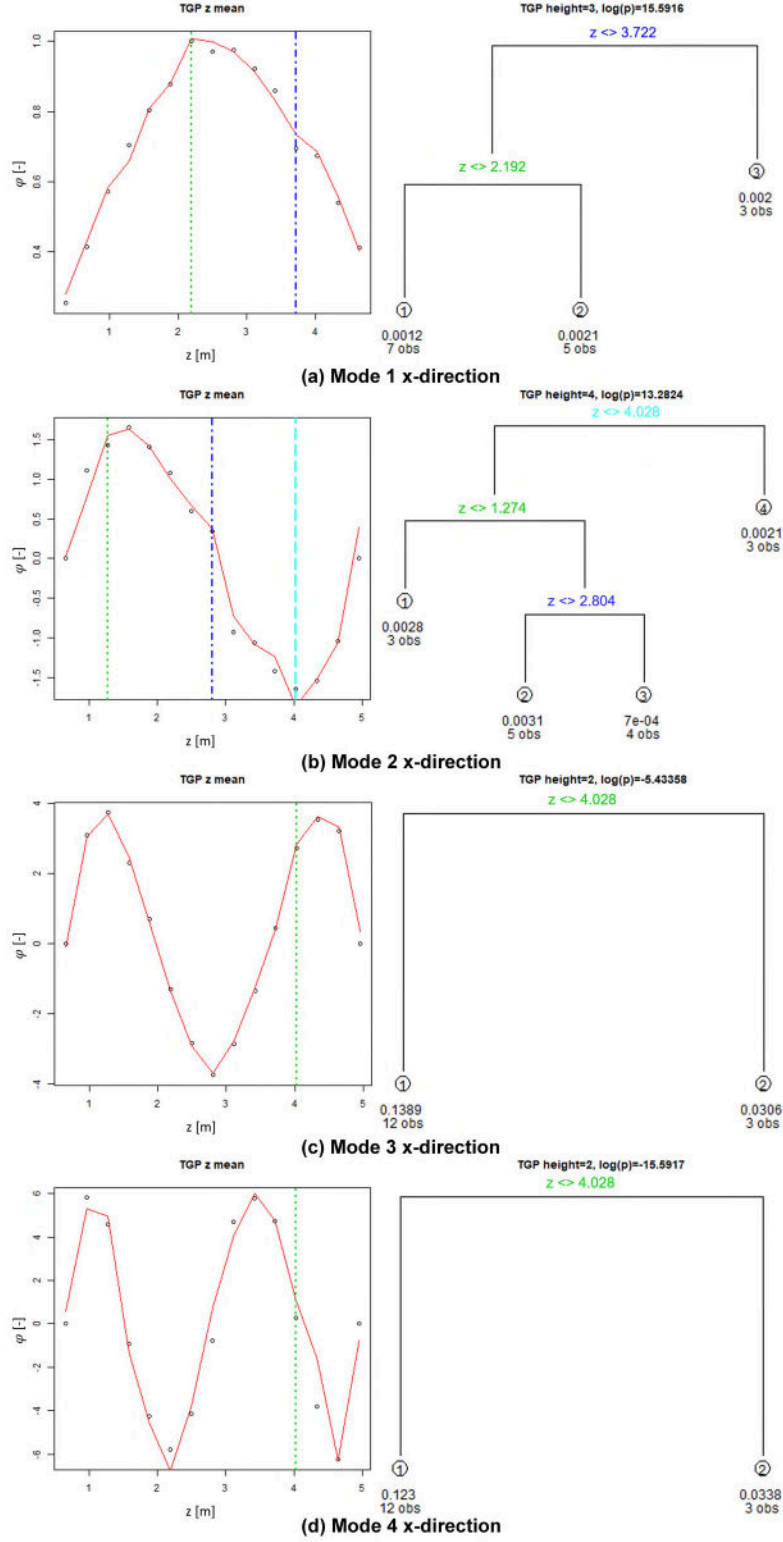 TGP z mean
TGP height=3, log(p)=15.5916
z <> 3.722
1.0
0.8
0.6
0.4
φ [-]
z <> 2.192
3
0.002
3 obs
1
2
0.0012
7 obs
0.0021
5 obs
0 1 2 3 4
z [m]
(a) Mode 1 x-direction
TGP z mean
TGP height=4, log(p)=13.2824
z <> 4.028
1.5
1.0
0.5
0.0
-0.5
-1.0
-1.5
φ [-]
z <> 1.274
4
0.0021
3 obs
1
0.0028
3 obs
z <> 2.804
2
3
0.0031
5 obs
7e-04
4 obs
1 2 3 4 5
z [m]
(b) Mode 2 x-direction
TGP z mean
TGP height=2, log(p)=-5.43358
z <> 4.028
4
2
0
-2
-4
φ [-]
1
2
0.1389
12 obs
0.0306
3 obs
1 2 3 4 5
z [m]
(c) Mode 3 x-direction
TGP z mean
TGP height=2, log(p)=-15.5917
z <> 4.028
6
4
2
0
-2
-4
-6
φ [-]
1
2
0.123
12 obs
0.0338
3 obs
1 2 3 4 5
z [m]
(d) Mode 4 x-direction